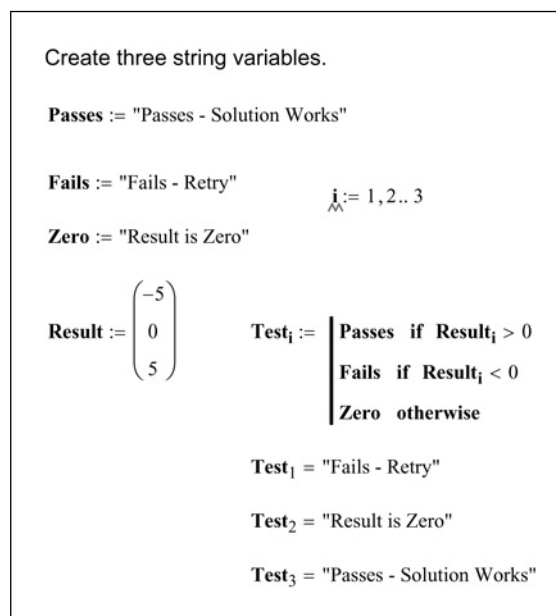 Create three string variables.
Passes := "Passes - Solution Works"
Fails := "Fails - Retry"
i := 1, 2 .. 3
Zero := "Result is Zero"
Result := (−5 0 5)
Test_i := | Passes if Result_i > 0
Fails if Result_i < 0
Zero otherwise
Test_1 = "Fails - Retry"
Test_2 = "Result is Zero"
Test_3 = "Passes - Solution Works"